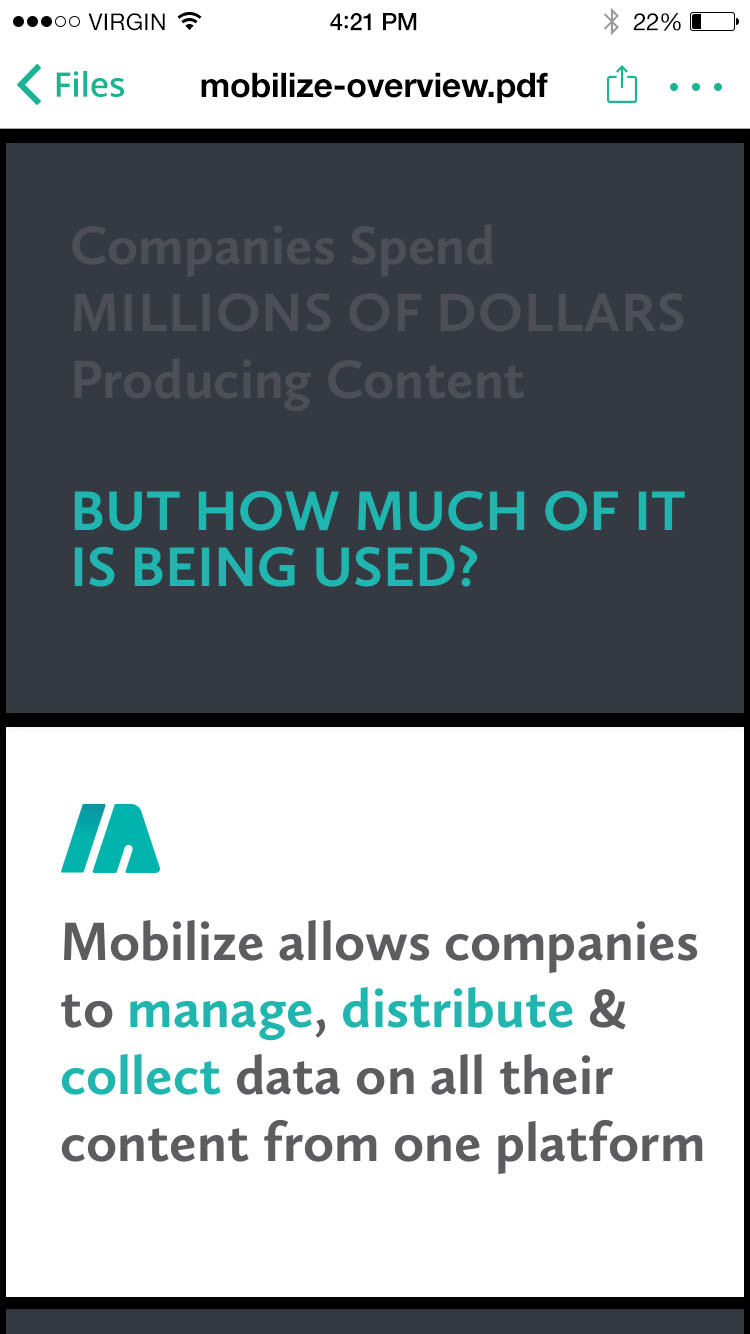 VIRGIN 4:21 PM 22%
Files mobilize-overview.pdf
Companies Spend
MILLIONS OF DOLLARS
Producing Content
BUT HOW MUCH OF IT
IS BEING USED?
Mobilize allows companies
to manage, distribute &
collect data on all their
content from one platform